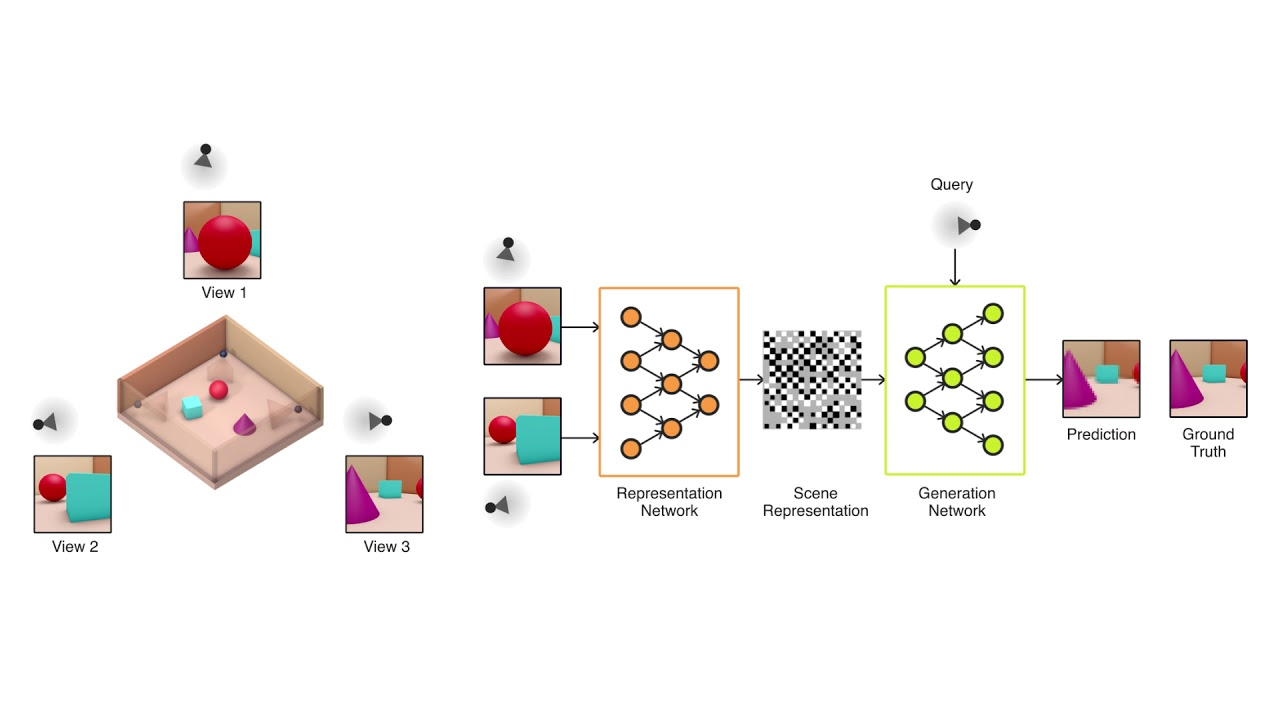 View 1
View 2
View 3
Query
Representation
Network
Scene
Representation
Generation
Network
Prediction
Ground
Truth